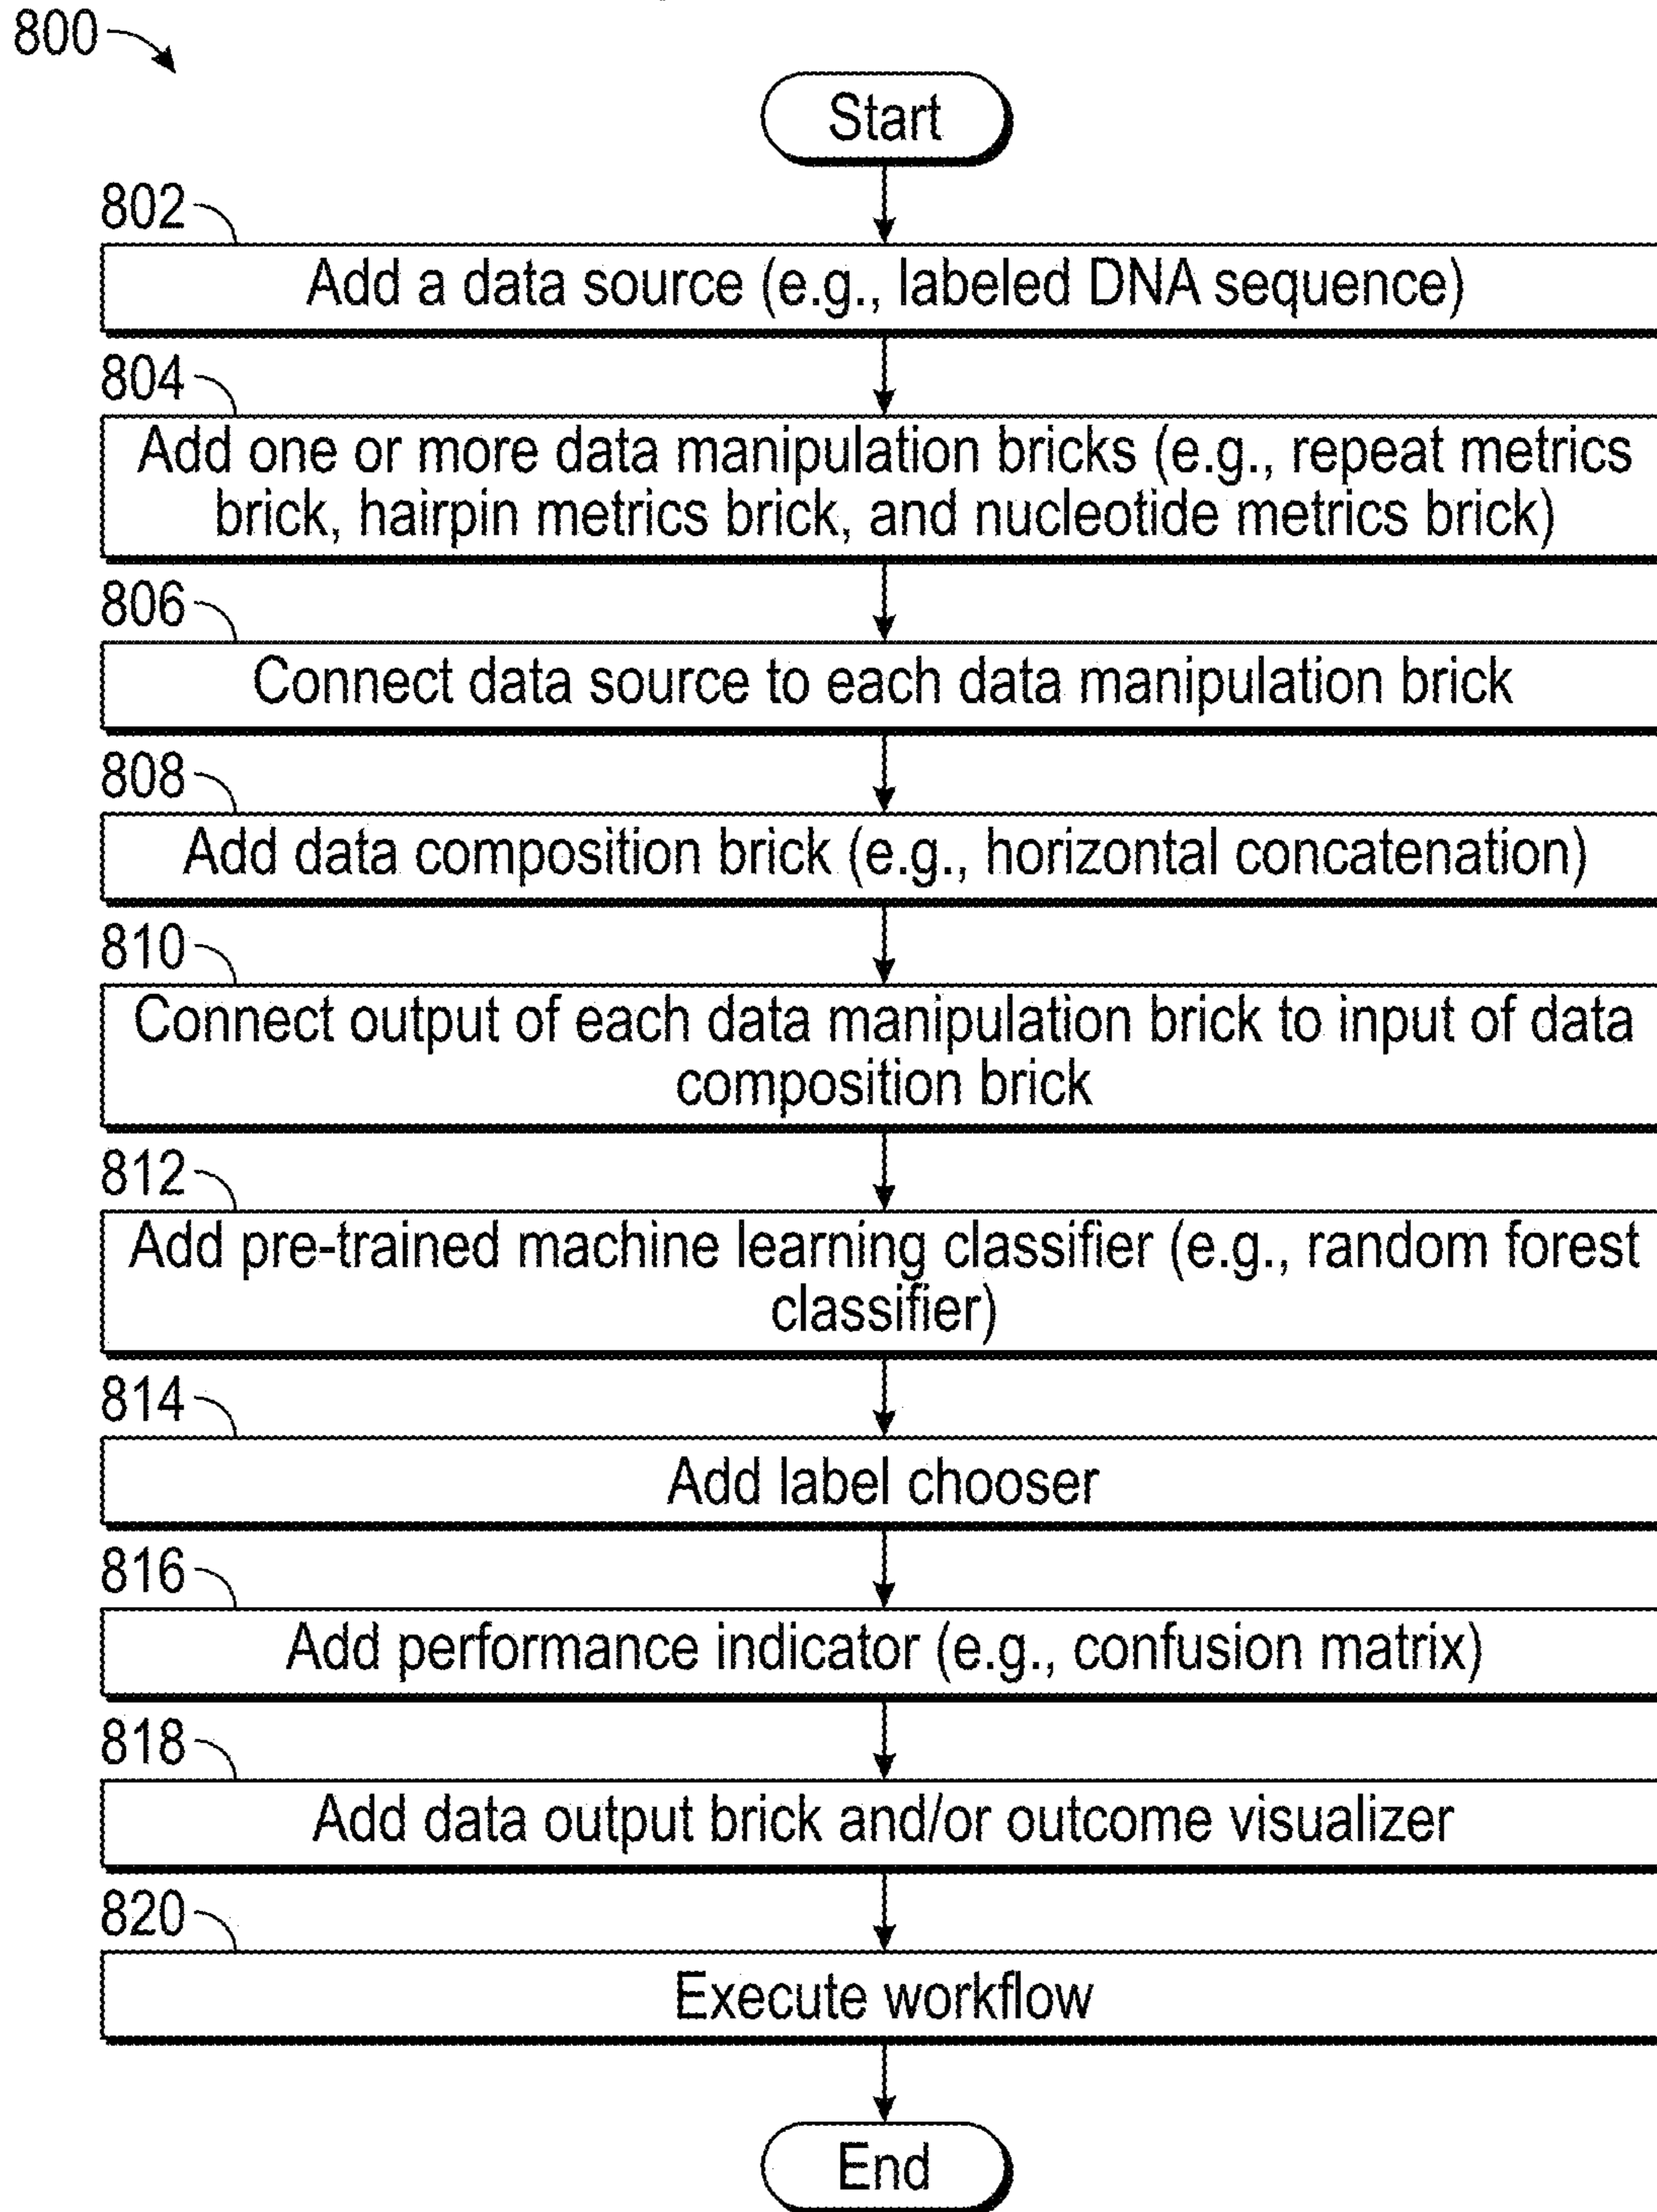 800
Start
802
Add a data source (e.g., labeled DNA sequence)
804
Add one or more data manipulation bricks (e.g., repeat metrics
brick, hairpin metrics brick, and nucleotide metrics brick)
806
Connect data source to each data manipulation brick
808
Add data composition brick (e.g., horizontal concatenation)
810
Connect output of each data manipulation brick to input of data
composition brick
812
Add pre-trained machine learning classifier (e.g., random forest
classifier)
814
Add label chooser
816
Add performance indicator (e.g., confusion matrix)
818
Add data output brick and/or outcome visualizer
820
Execute workflow
End